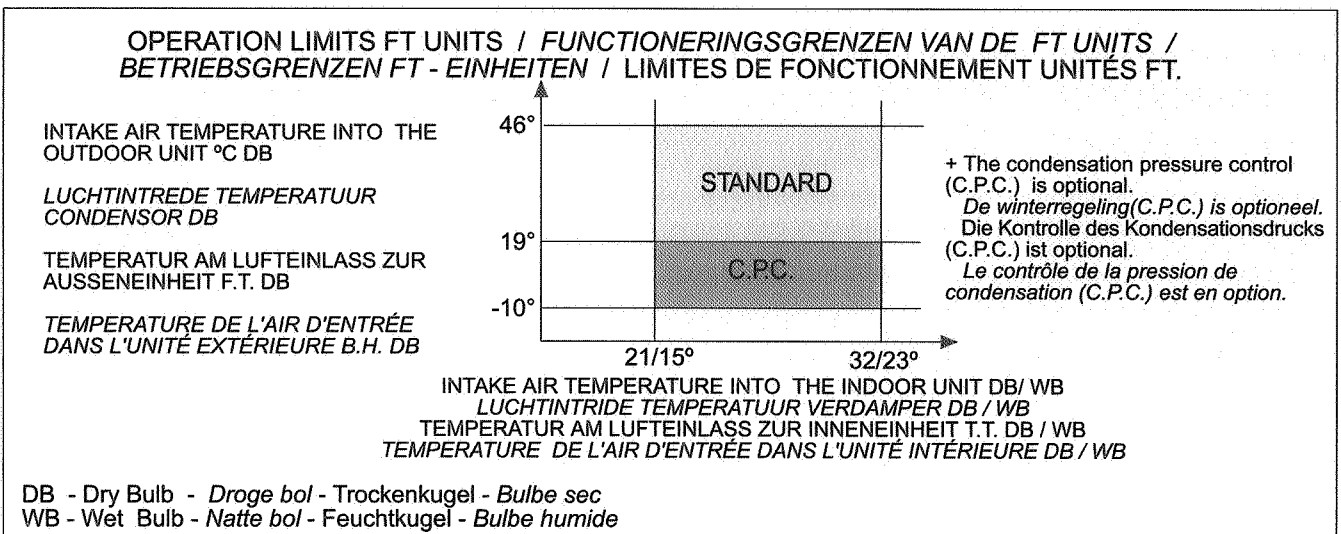 OPERATION LIMITS FT UNITS / FUNCTIONERINGSGRENZEN VAN DE FT UNITS /
BETRIEBSGRENZEN FT - EINHEITEN / LIMITES DE FONCTIONNEMENT UNITÉS FT.
INTAKE AIR TEMPERATURE INTO THE
OUTDOOR UNIT ºC DB
LUCHTINTREDE TEMPERATUUR
CONDENSOR DB
TEMPERATUR AM LUFTEINLASS ZUR
AUSSENEINHEIT F.T. DB
TEMPERATURE DE L'AIR D'ENTRÉE
DANS L'UNITÉ EXTÉRIEURE B.H. DB
46°
STANDARD
19°
C.P.C.
-10°
21/15º
32/23º
+ The condensation pressure control
(C.P.C.) is optional.
De winterregeling(C.P.C.) is optioneel.
Die Kontrolle des Kondensationsdrucks
(C.P.C.) ist optional.
Le contrôle de la pression de
condensation (C.P.C.) est en option.
INTAKE AIR TEMPERATURE INTO THE INDOOR UNIT DB/ WB
LUCHTINTRIDE TEMPERATUUR VERDAMPER DB / WB
TEMPERATUR AM LUFTEINLASS ZUR INNENEINHEIT T.T. DB / WB
TEMPERATURE DE L'AIR D'ENTRÉE DANS L'UNITÉ INTÉRIEURE DB / WB
DB - Dry Bulb - Droge bol - Trockenkugel - Bulbe sec
WB - Wet Bulb - Natte bol - Feuchtkugel - Bulbe humide